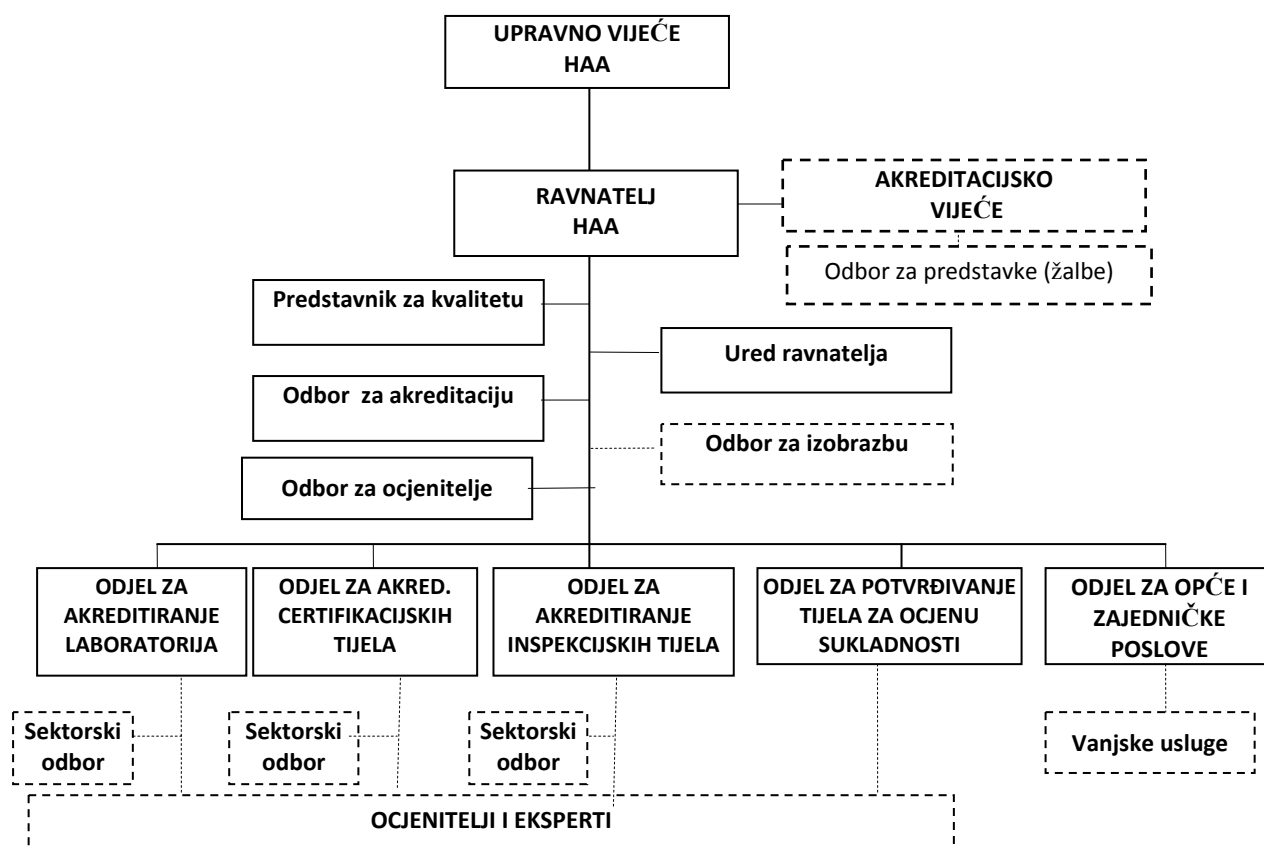 UPRAVNO VIJEĆE
HAA
RAVNATELJ
HAA
AKREDITACIJSKO
VIJEĆE
Odbor za predstavke (žalbe)
Predstavnik za kvalitetu
Ured ravnatelja
Odbor za akreditaciju
Odbor za izobrazbu
Odbor za ocjenitelje
ODJEL ZA
AKREDITIRANJE
LABORATORIJA
ODJEL ZA AKRED.
CERTIFIKACIJSKIH
TIJELA
ODJEL ZA
AKREDITIRANJE
INSPEKCIJSKIH TIJELA
ODJEL ZA POTVRĐIVANJE
TIJELA ZA OCJENU
SUKLADNOSTI
ODJEL ZA OPĆE I
ZAJEDNIČKE
POSLOVE
Sektorski
odbor
Sektorski
odbor
Sektorski
odbor
Vanjske usluge
OCJENITELJI I EKSPERTI